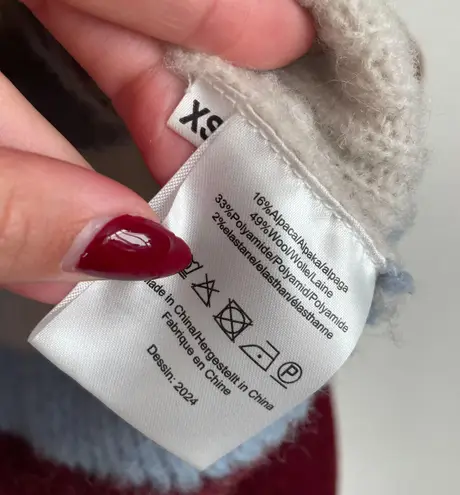 XS
16%Alpaca/Alpaka/alpaga
49%Wool/Wolle/Laine
33%Polyamide/Polyamid/Polyamide
2%elastane/elasthan/élasthanne
P
Made in China/Hergestellt in China
Fabrique en Chine
Dessin: 2024